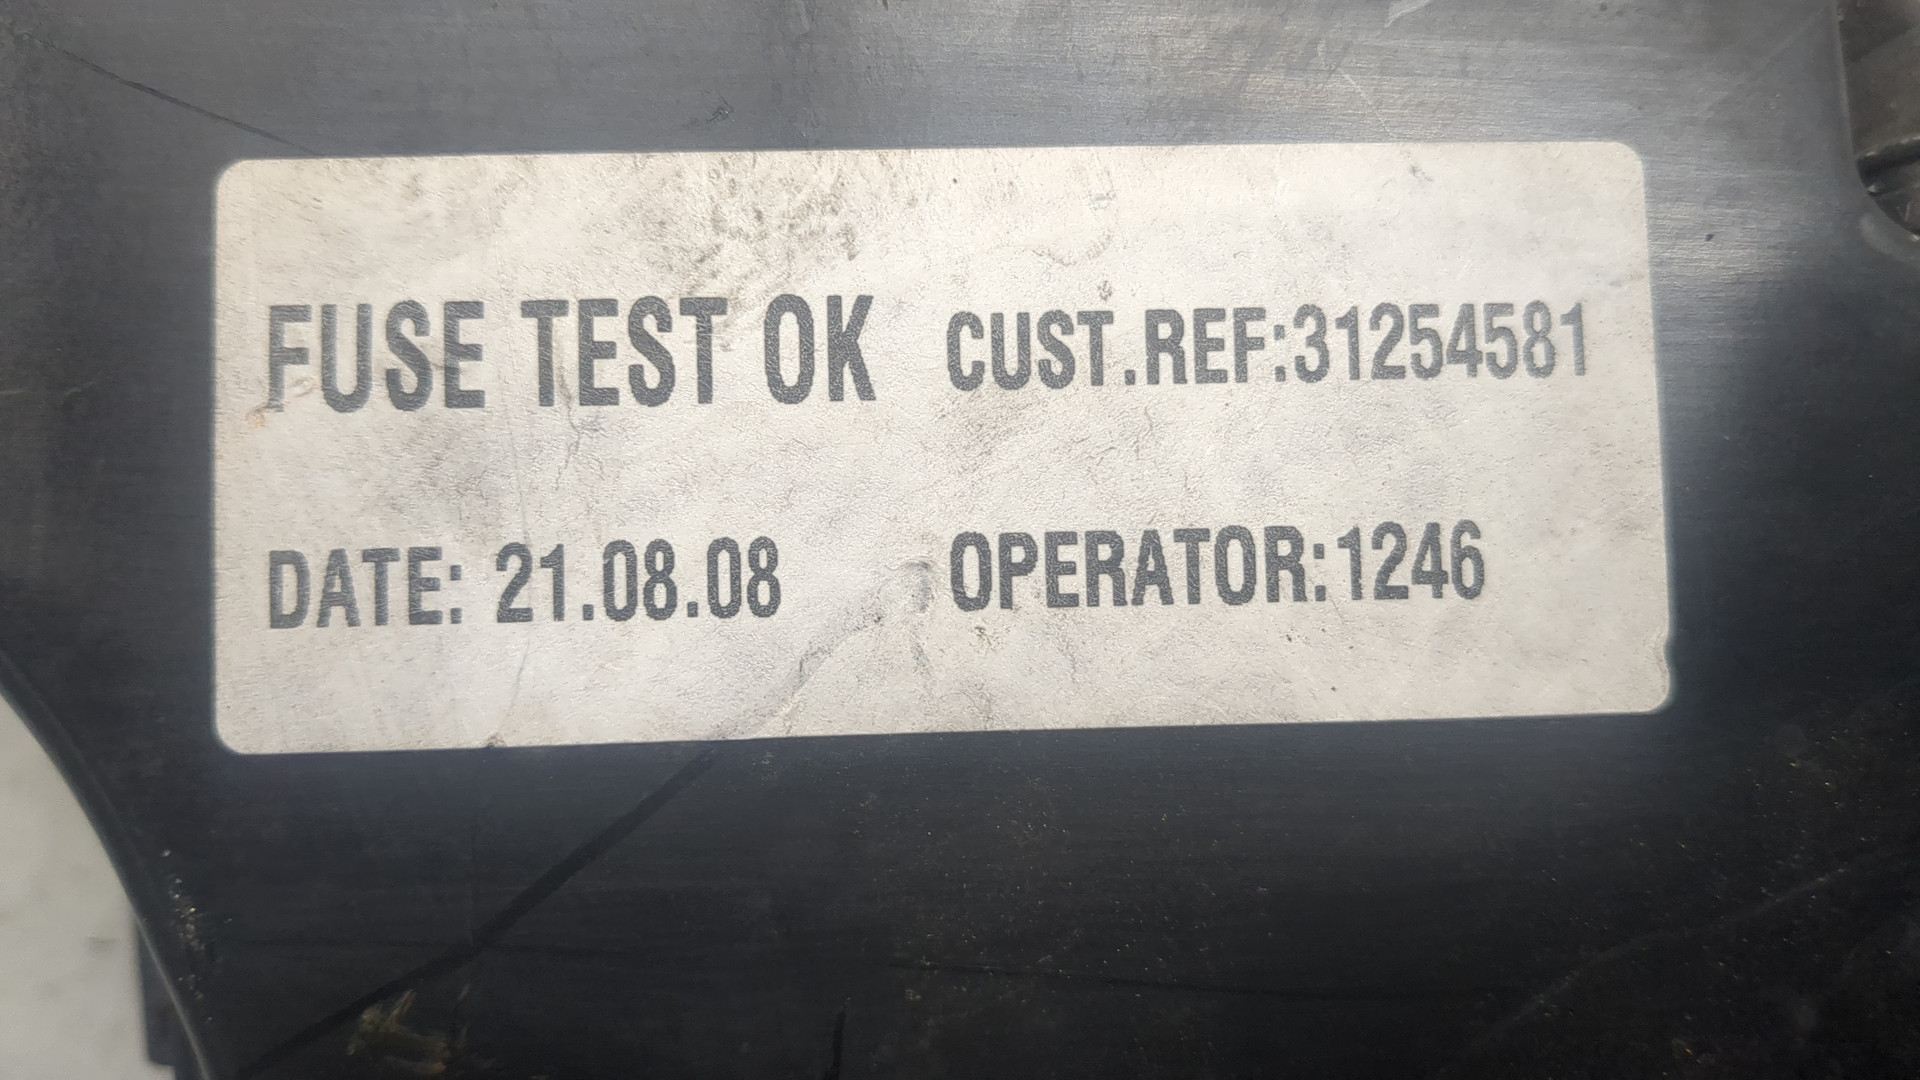 FUSE TEST OK CUST.REF:31254581
DATE: 21.08.08 OPERATOR:1246